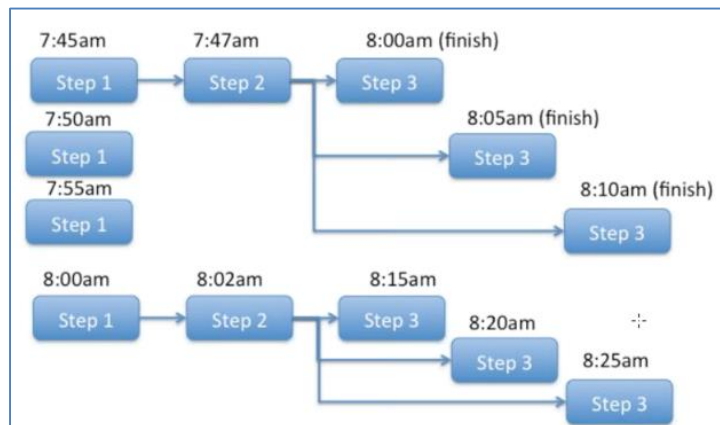 7:45am 7:47am 8:00am (finish)
Step 1 Step 2 Step 3
7:50am 8:05am (finish)
Step 1 Step 3
7:55am 8:10am (finish)
Step 1 Step 3
8:00am 8:02am 8:15am
Step 1 Step 2 Step 3
8:20am
Step 3
8:25am
Step 3